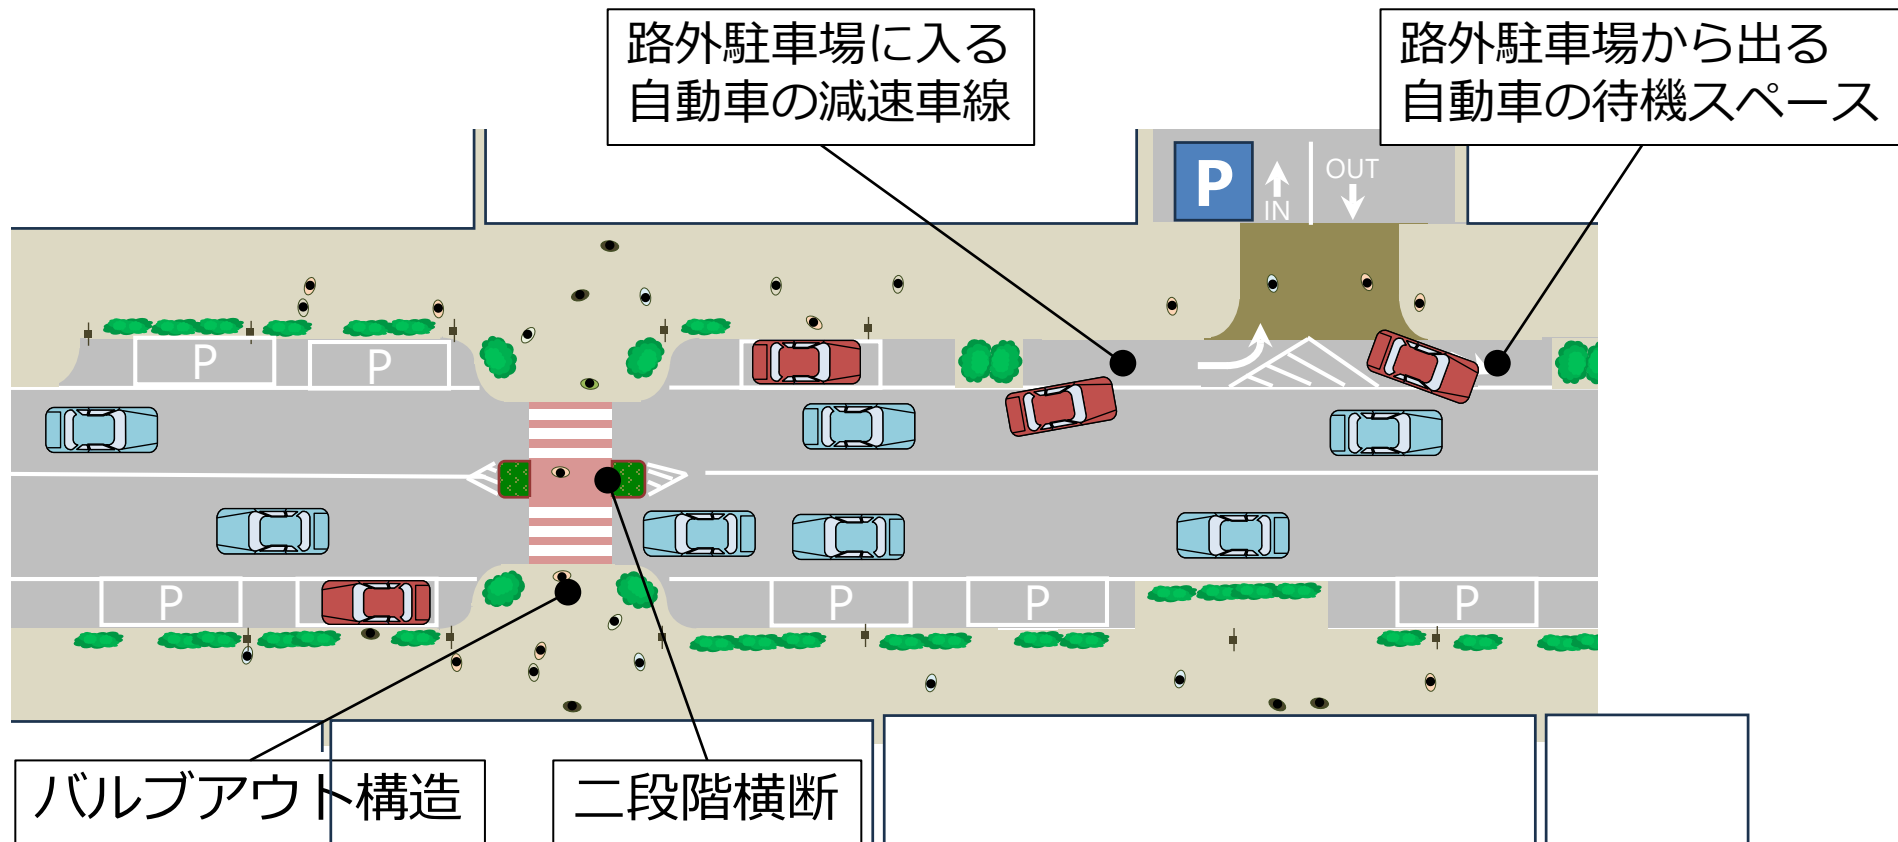 路外駐車場に入る
自動車の減速車線
路外駐車場から出る
自動車の待機スペース
P
IN
OUT
P
P
P
P
P
P
バルブアウト構造
二段階横断